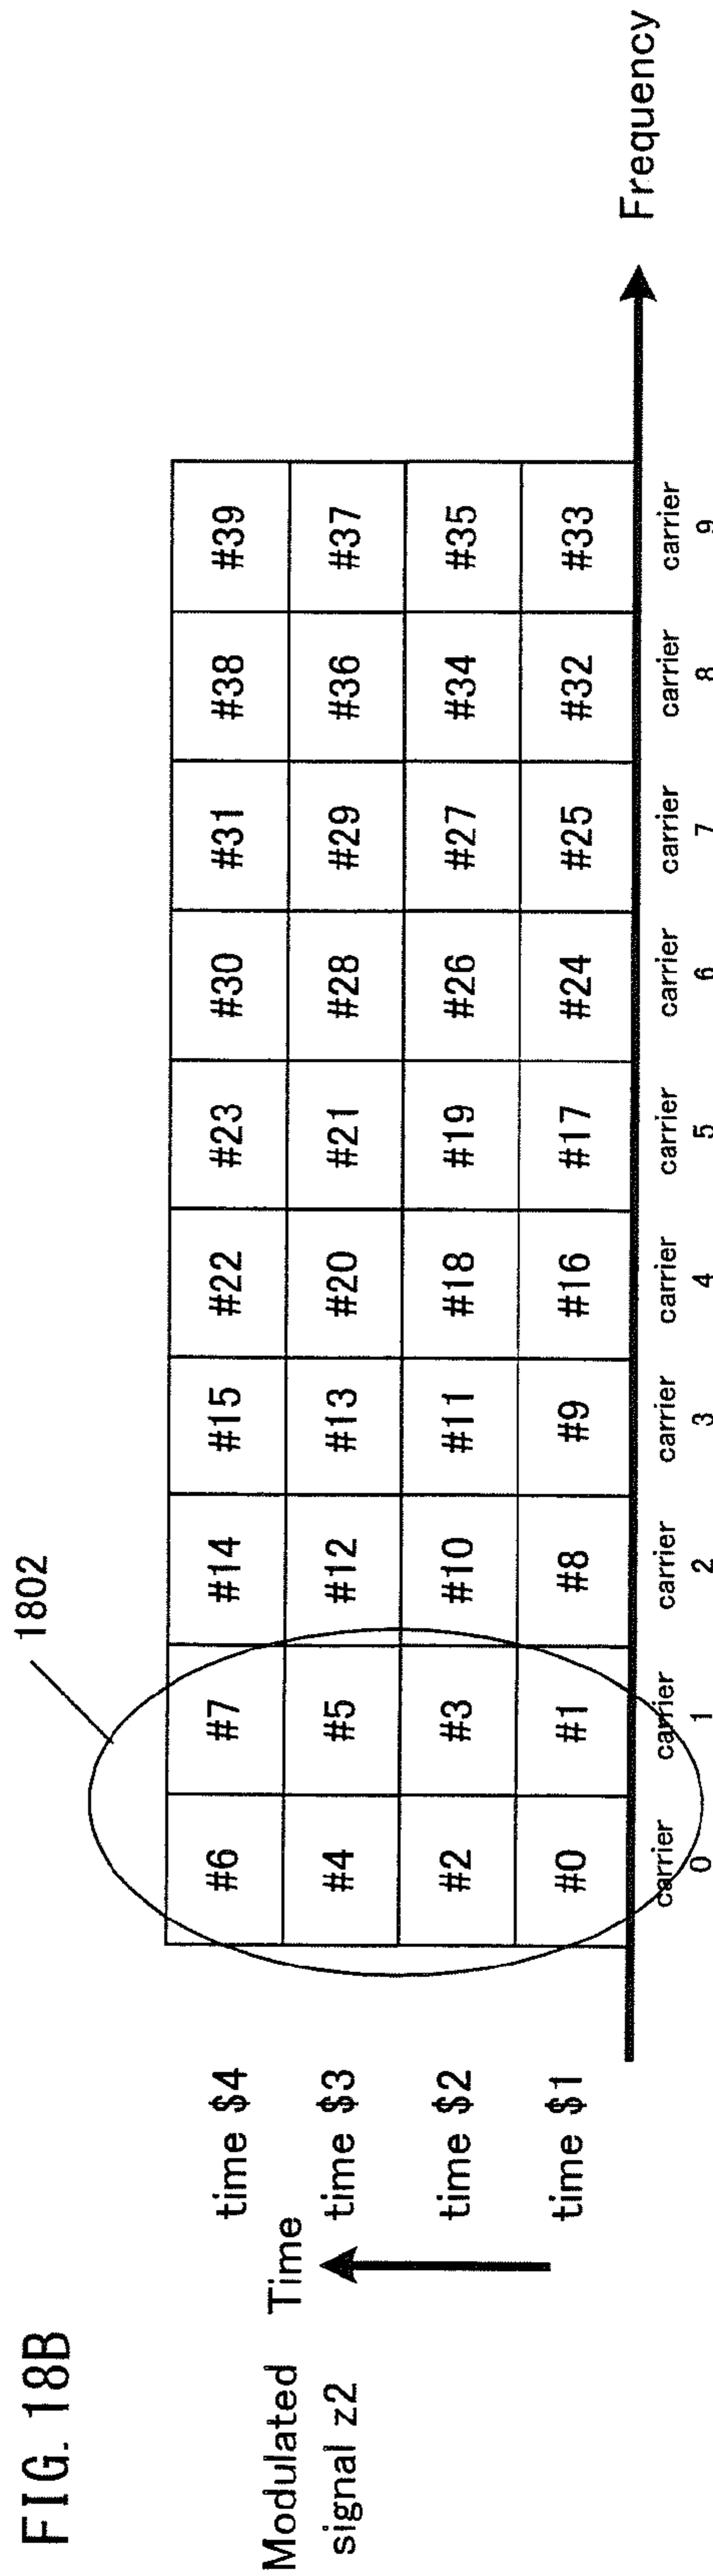 FIG. 18B
1802
Modulated
signal z2
Time
time $4 #6 #7 #14 #15 #22 #23 #30 #31 #38 #39
time $3 #4 #5 #12 #13 #20 #21 #28 #29 #36 #37
time $2 #2 #3 #10 #11 #18 #19 #26 #27 #34 #35
time $1 #0 #1 #8 #9 #16 #17 #24 #25 #32 #33
Frequency
carrier carrier carrier carrier carrier carrier carrier carrier carrier carrier
0 1 2 3 4 5 6 7 8 9